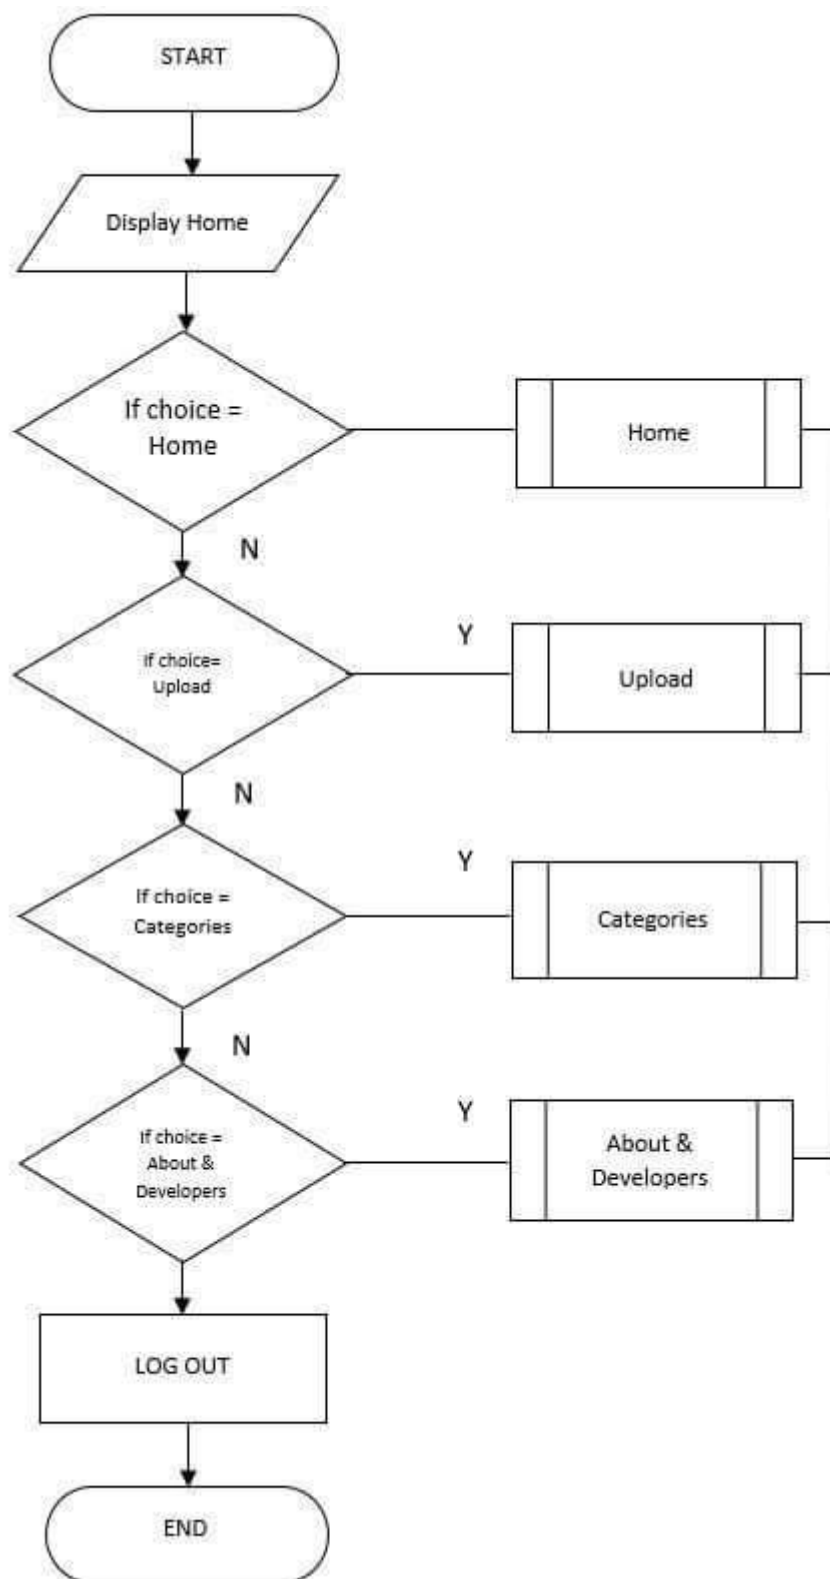 START
Display Home
If choice =
Home
Home
N
If choice=
Upload
Y
Upload
N
If choice =
Categories
Y
Categories
N
If choice =
About &
Developers
Y
About &
Developers
LOG OUT
END